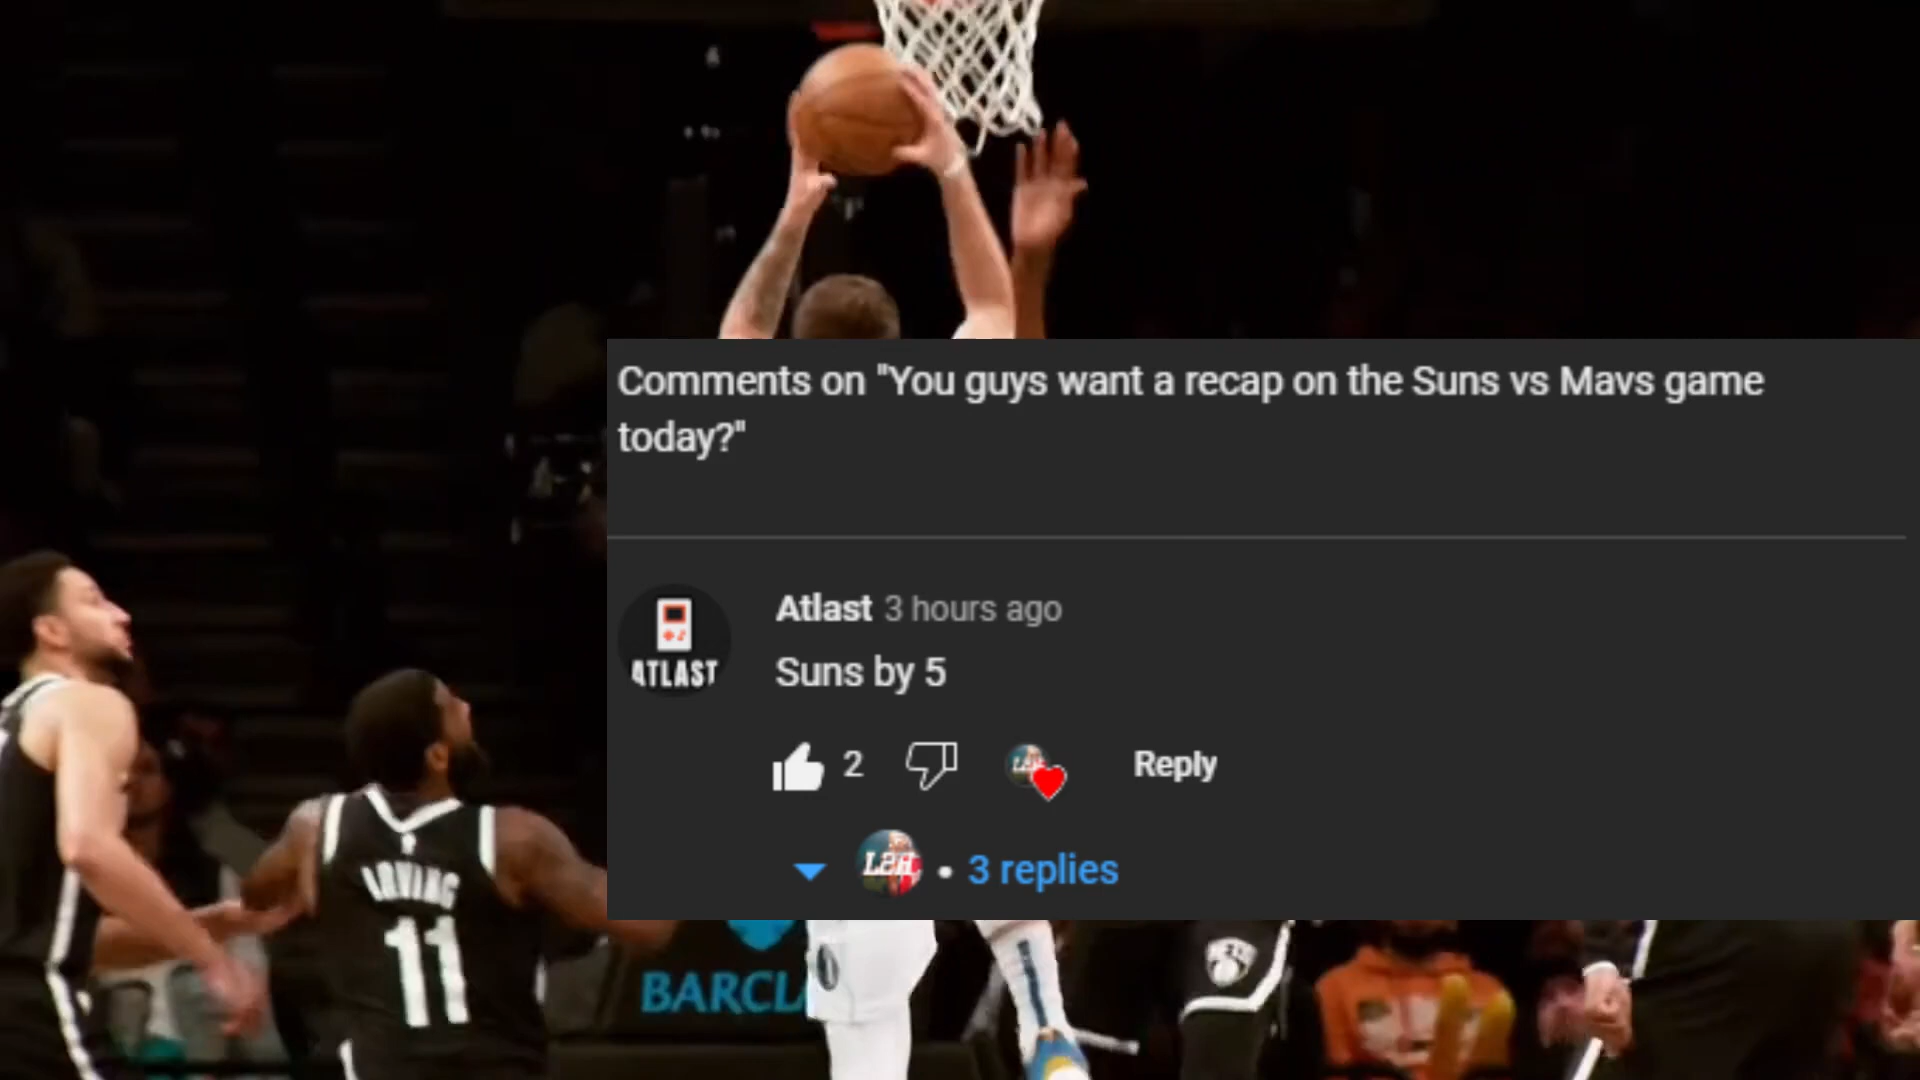 Comments on "You guys want a recap on the Suns vs Mavs game
today?"
Atlast 3 hours ago
ATLAST
Suns by 5
2
Reply
L2H
• 3 replies
IRVING
11
BARCL